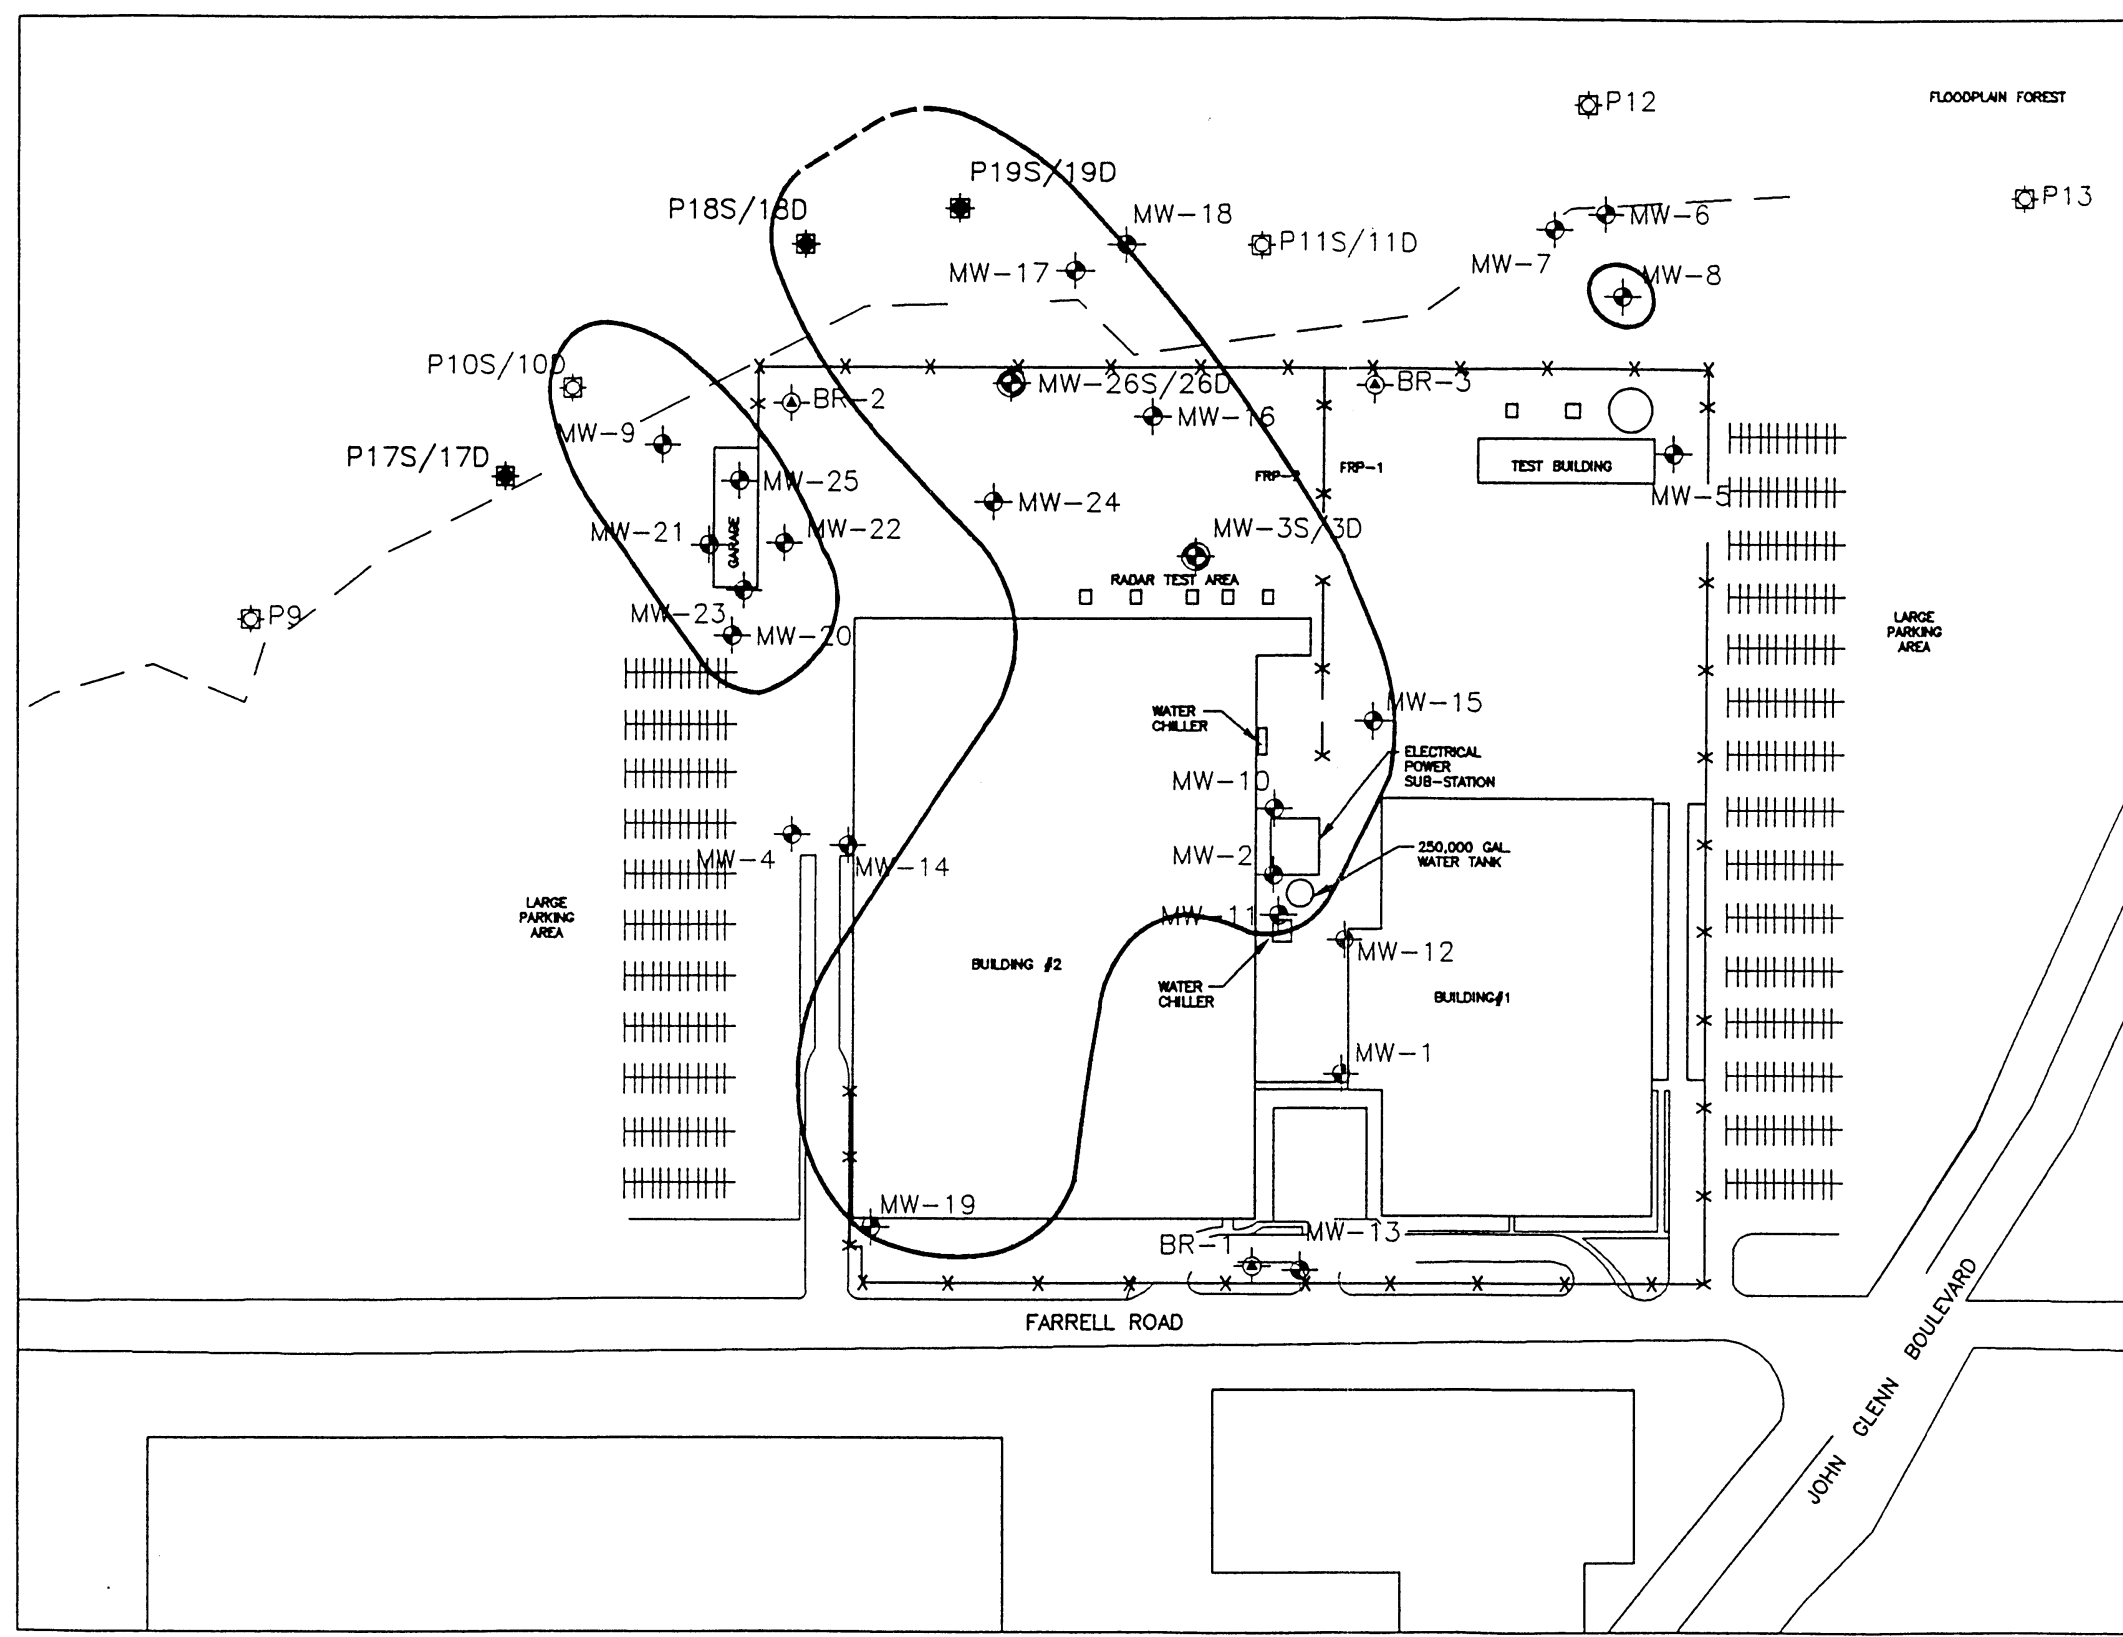 P12
FLOODPLAIN FOREST
P19S/19D
P18S/18D
MW-18
P11S/11D
MW-6
P13
MW-17
MW-7
MW-8
P10S/10D
BR-2
MW-26S/26D
BR-3
MW-16
MW-9
P17S/17D
FRP-2
FRP-1
TEST BUILDING
MW-25
MW-5
MW-24
MW-21
GARAGE
MW-22
MW-3S/3D
RADAR TEST AREA
P9
MW-23
MW-20
LARGE
PARKING
AREA
WATER
CHILLER
MW-15
ELECTRICAL
POWER
SUB-STATION
MW-10
MW-4
MW-14
MW-2
250,000 GAL
WATER TANK
LARGE
PARKING
AREA
MW-11
MW-12
BUILDING #2
WATER
CHILLER
BUILDING#1
MW-1
MW-19
BR-1
MW-13
FARRELL ROAD
JOHN GLENN BOULEVARD